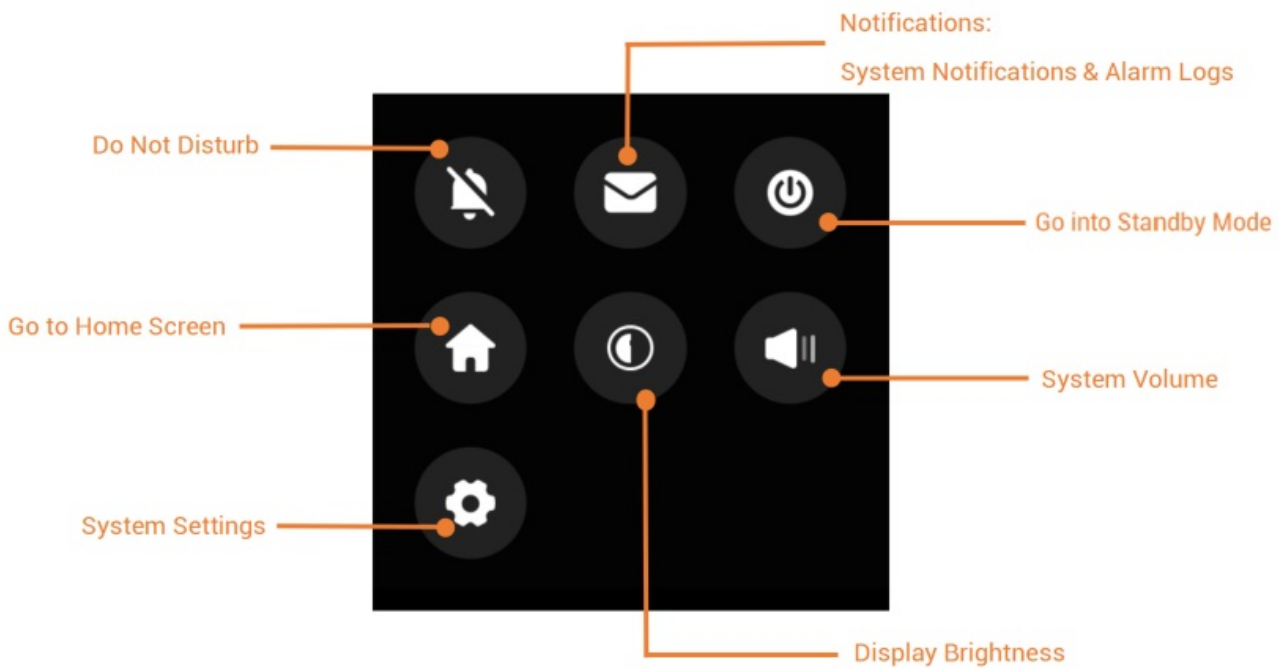 Notifications:
System Notifications & Alarm Logs
Do Not Disturb
Go into Standby Mode
Go to Home Screen
System Volume
System Settings
Display Brightness